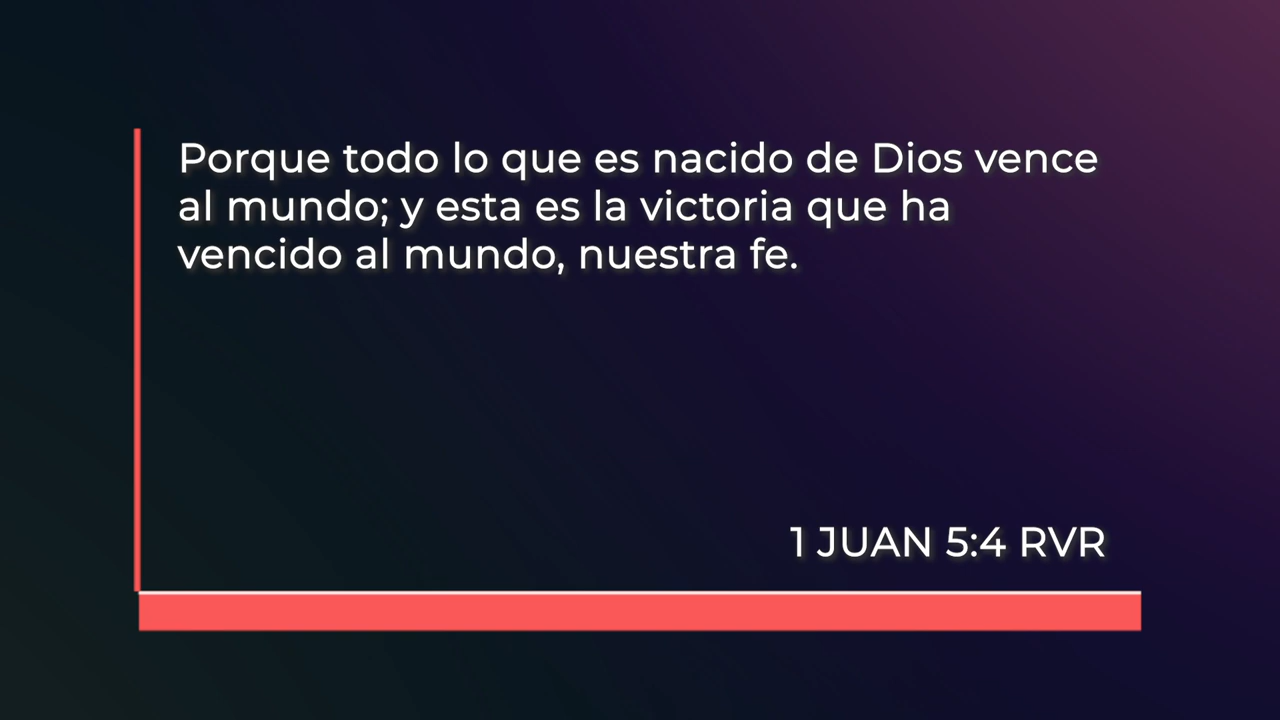 Porque todo lo que es nacido de Dios vence
al mundo; y esta es la victoria que ha
vencido al mundo, nuestra fe.
1 JUAN 5:4 RVR